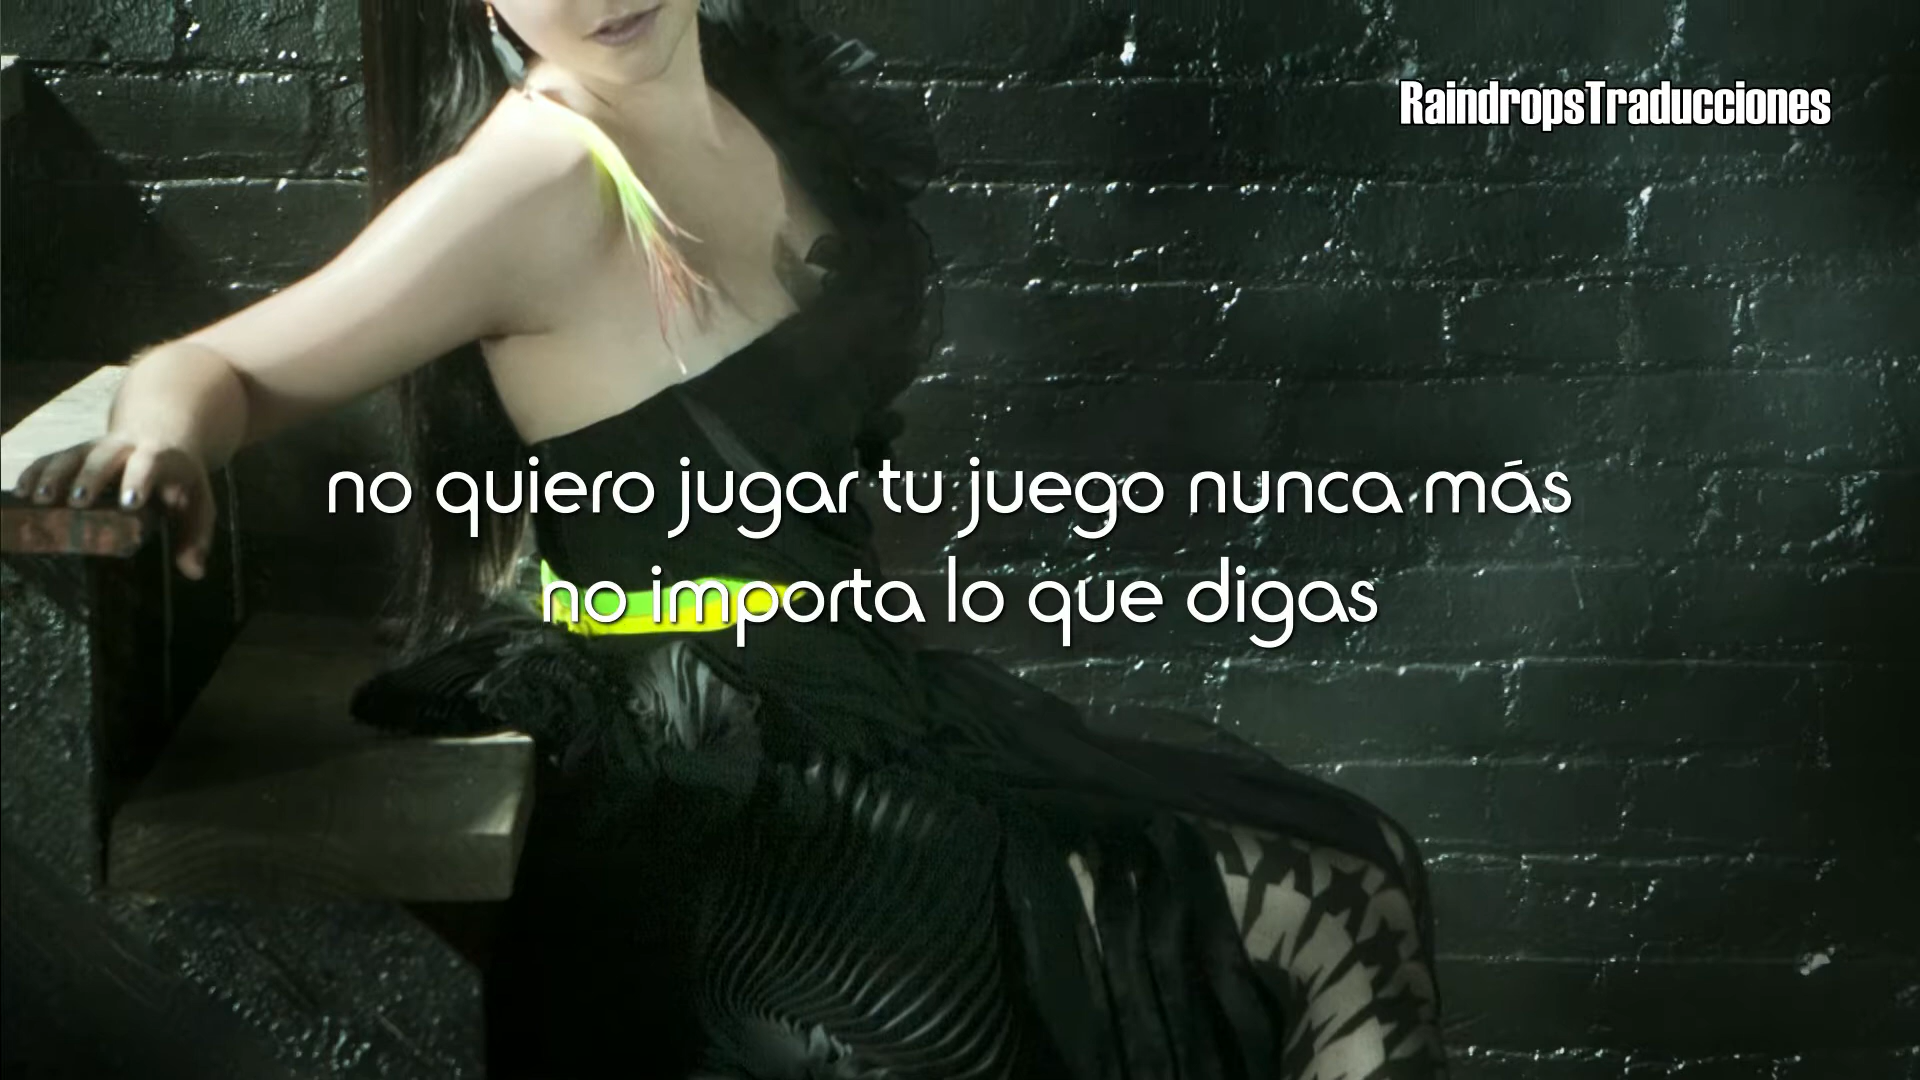 RaindropsTraducciones
no quiero jugar tu juego nunca más
no importa lo que digas